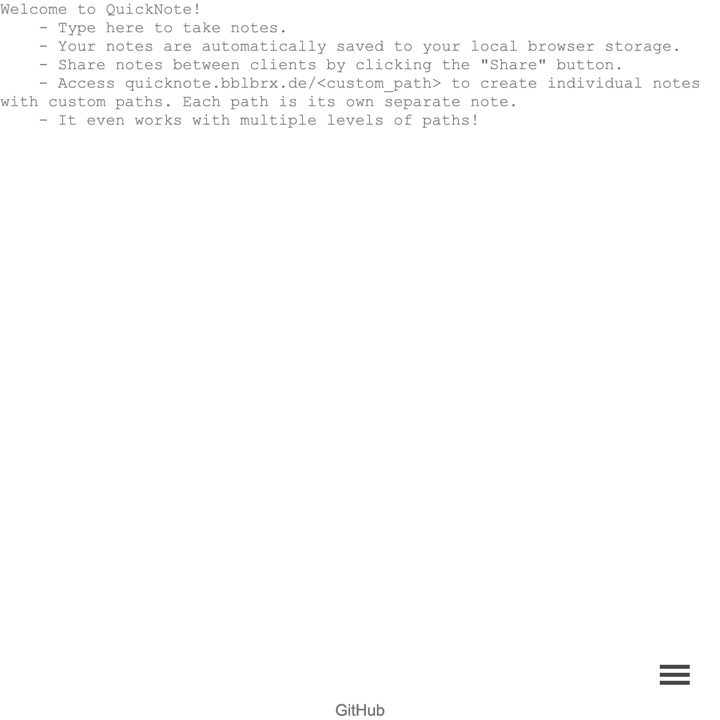 Welcome to QuickNote!
- Type here to take notes.
- Your notes are automatically saved to your local browser storage.
- Share notes between clients by clicking the "Share" button.
- Access quicknote.bblbrx.de/<custom_path> to create individual notes
with custom paths. Each path is its own separate note.
- It even works with multiple levels of paths!
GitHub